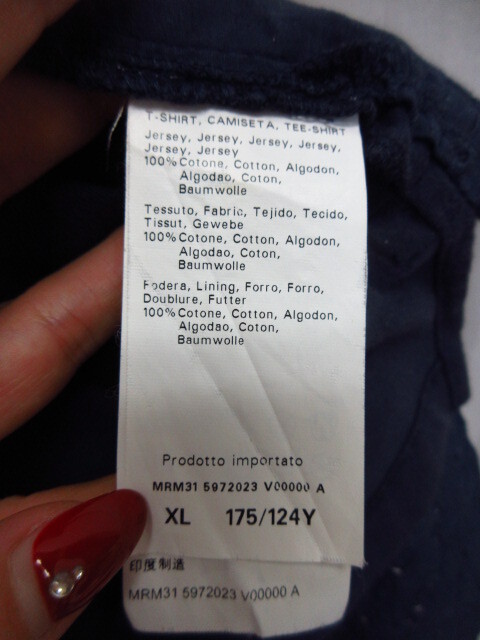 T-SHIRT, CAMISETA, TEE-SHIRT
Jersey, Jersey, Jersey, Jersey,
Jersey, Jersey
100%Cotone, Cotton, Algodon,
Algodao, Coton,
Baumwolle
Tessuto, Fabric, Tejido, Tecido,
Tissut, Gewebe
100%Cotone, Cotton, Algodon,
Algodao, Coton,
Baumwolle
Fodera, Lining, Forro, Forro,
Doublure, Futter
100%Cotone, Cotton, Algodon,
Algodao, Coton,
Baumwolle
Prodotto importato
MRM31 5972023 V00000 A
XL 175/124Y
印度制造
MRM31 5972023 V00000 A